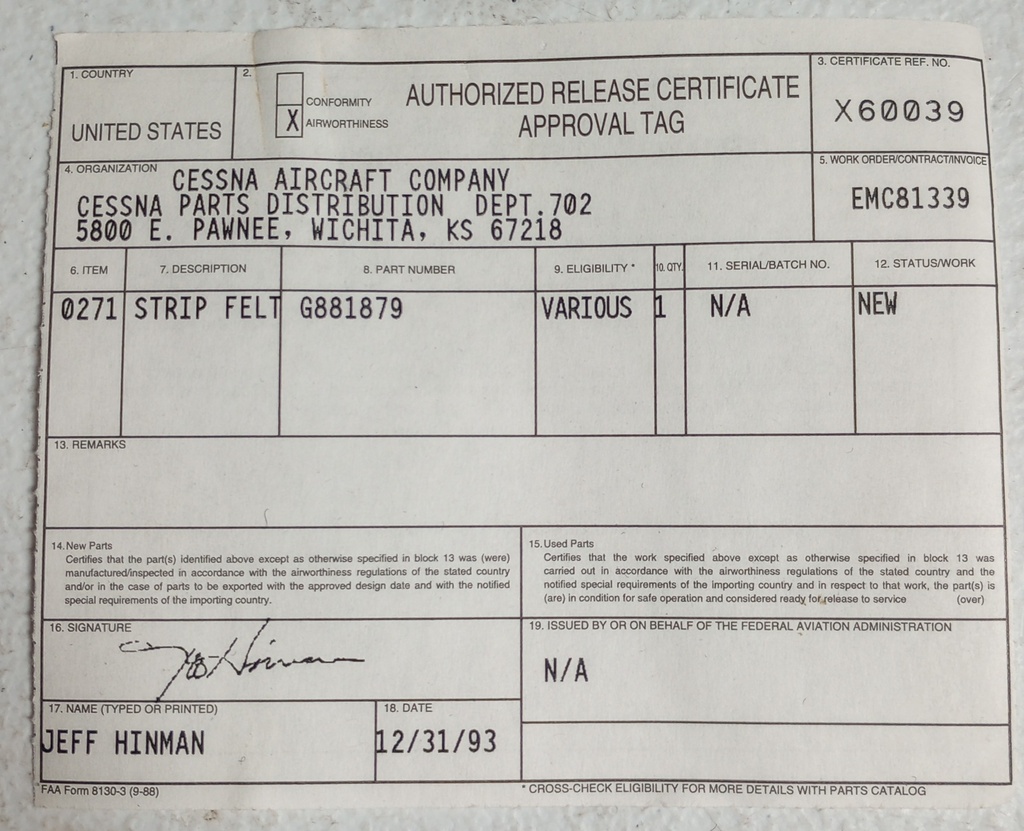 1. COUNTRY
UNITED STATES
2.
CONFORMITY
X AIRWORTHINESS
AUTHORIZED RELEASE CERTIFICATE
APPROVAL TAG
3. CERTIFICATE REF. NO.
X60039
4. ORGANIZATION
CESSNA AIRCRAFT COMPANY
CESSNA PARTS DISTRIBUTION DEPT.702
5800 E. PAWNEE, WICHITA, KS 67218
5. WORK ORDER/CONTRACT/INVOICE
EMC81339
6. ITEM 7. DESCRIPTION 8. PART NUMBER 9. ELIGIBILITY * 10. QTY. 11. SERIAL/BATCH NO. 12. STATUS/WORK
0271 STRIP FELT G881879 VARIOUS 1 N/A NEW
13. REMARKS
14. New Parts
Certifies that the part(s) identified above except as otherwise specified in block 13 was (were)
manufactured/inspected in accordance with the airworthiness regulations of the stated country
and/or in the case of parts to be exported with the approved design date and with the notified
special requirements of the importing country.
15. Used Parts
Certifies that the work specified above except as otherwise specified in block 13 was
carried out in accordance with the airworthiness regulations of the stated country and the
notified special requirements of the importing country and in respect to that work, the part(s) is
(are) in condition for safe operation and considered ready for release to service (over)
16. SIGNATURE
Jeff Hinman
17. NAME (TYPED OR PRINTED)
JEFF HINMAN
18. DATE
12/31/93
19. ISSUED BY OR ON BEHALF OF THE FEDERAL AVIATION ADMINISTRATION
N/A
FAA Form 8130-3 (9-88)
* CROSS-CHECK ELIGIBILITY FOR MORE DETAILS WITH PARTS CATALOG